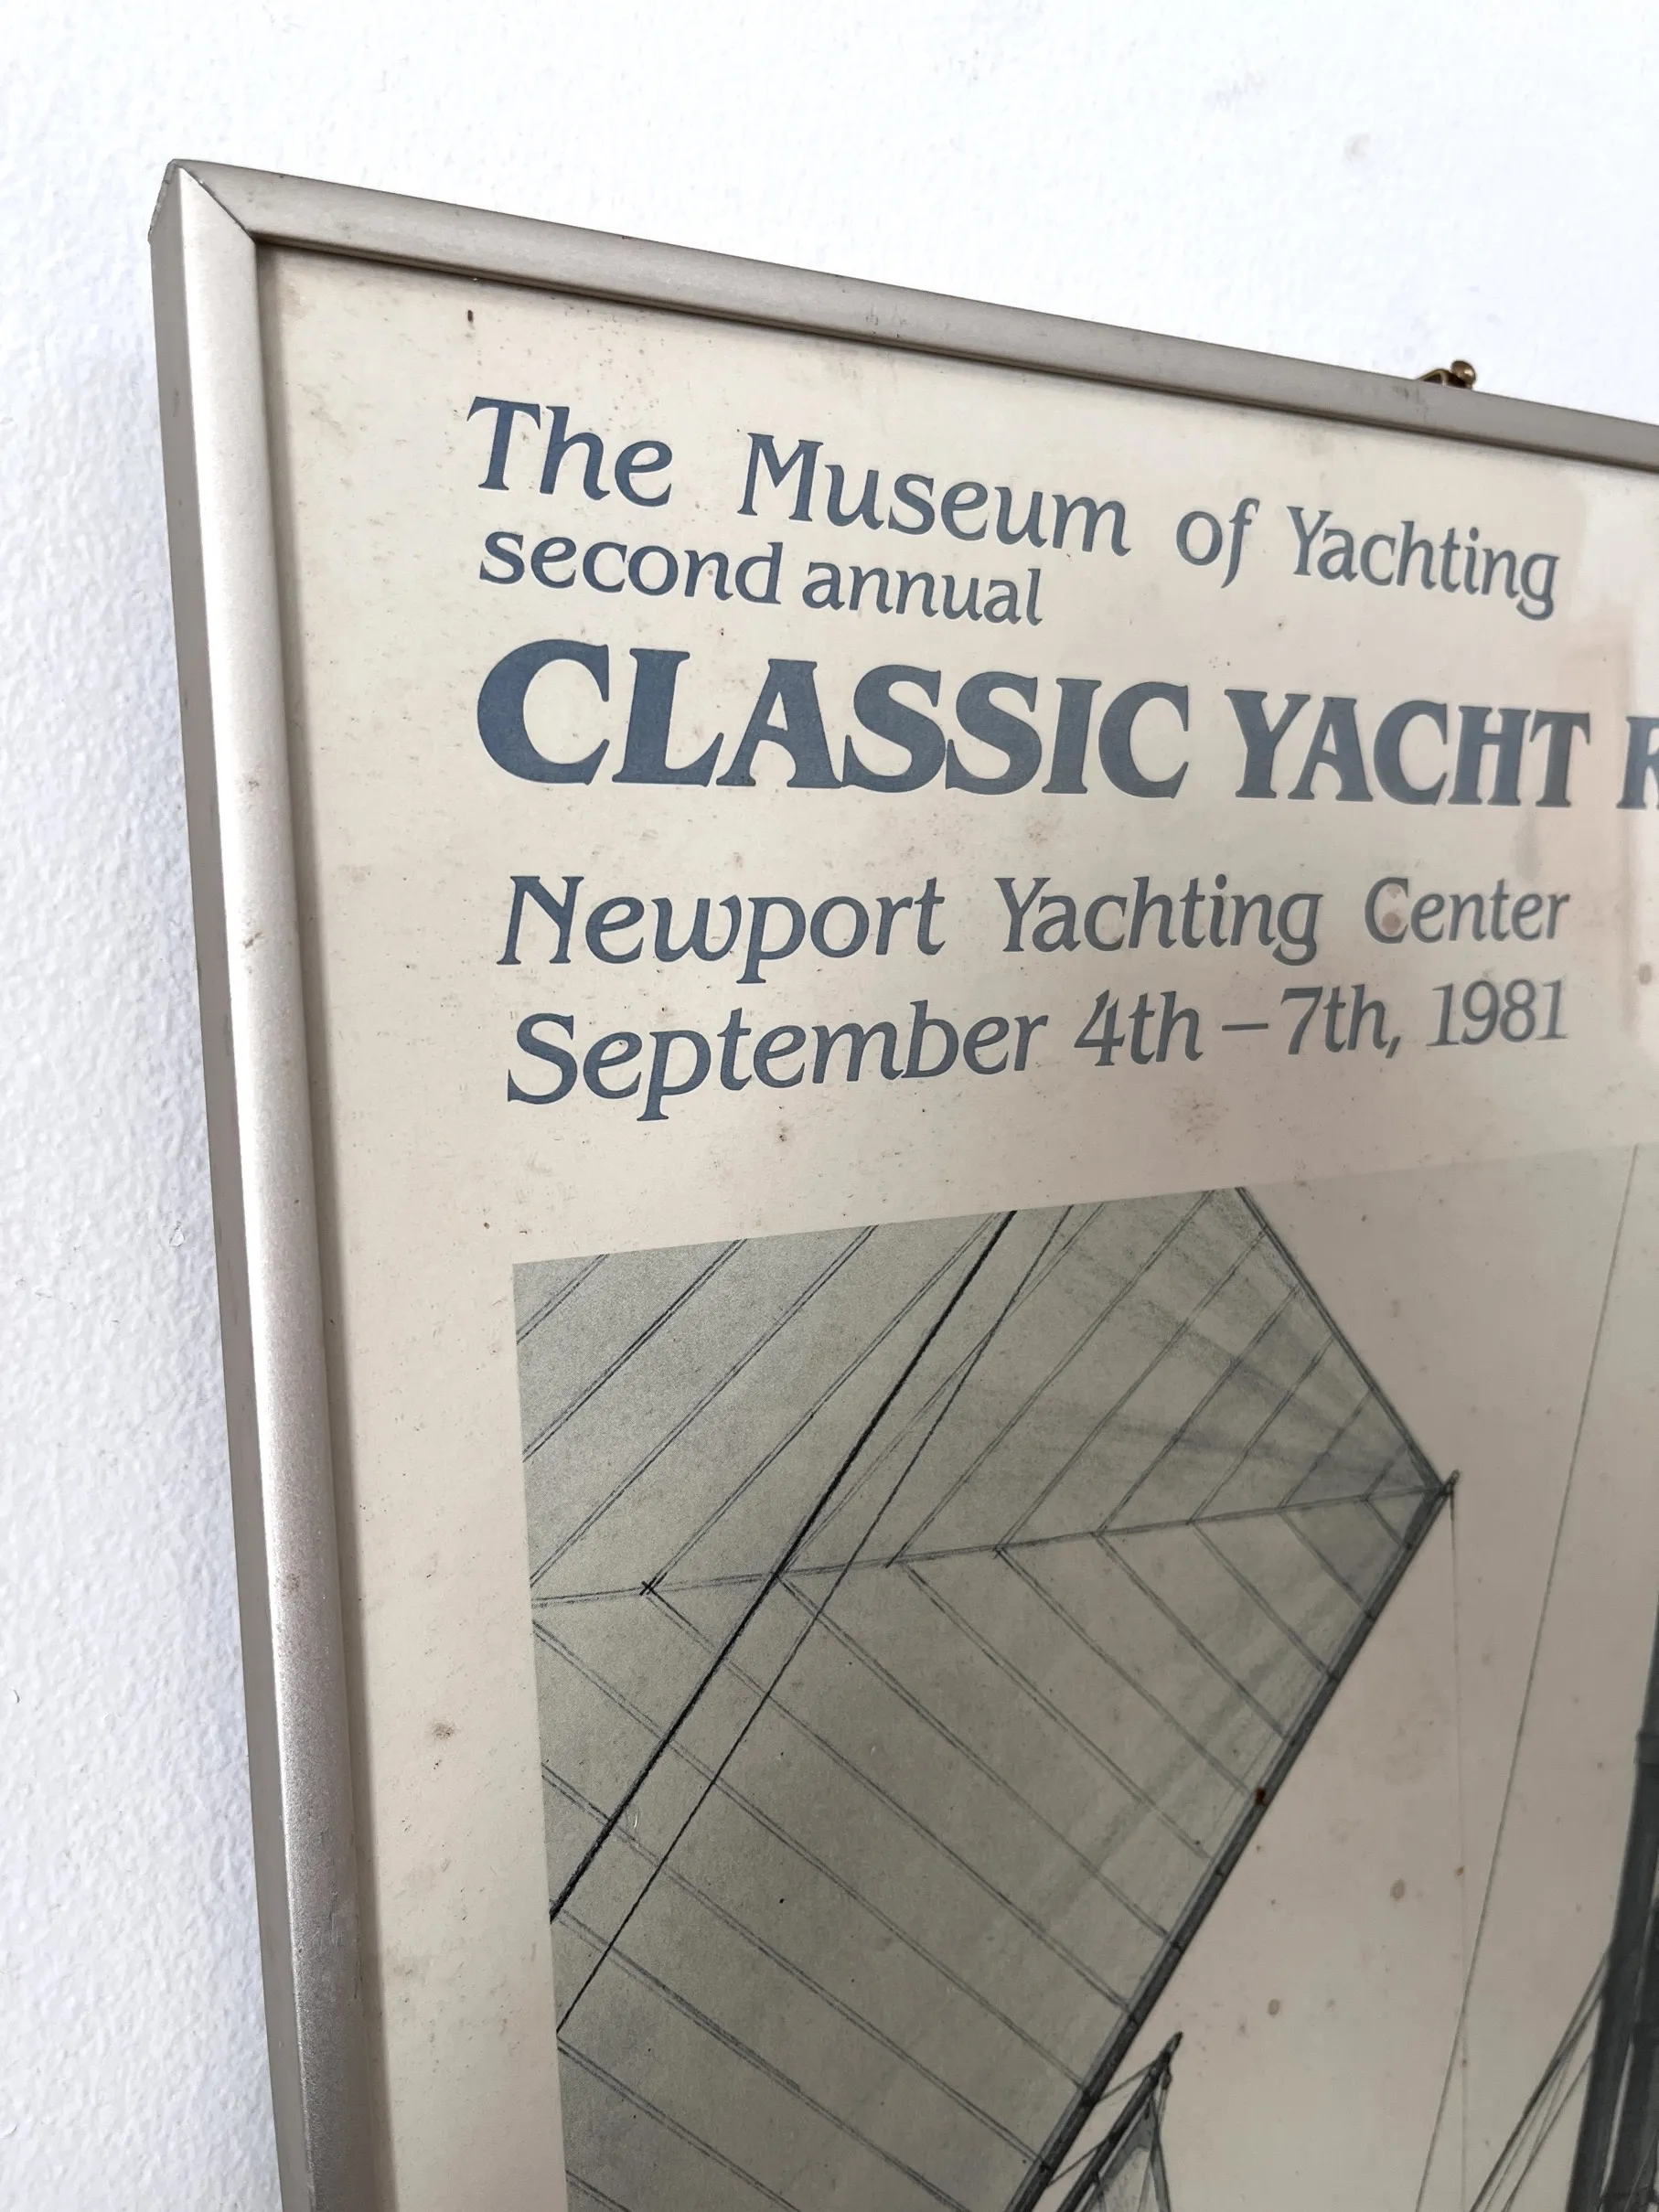 The Museum of Yachting
second annual
CLASSIC YACHT R
Newport Yachting Center
September 4th – 7th, 1981